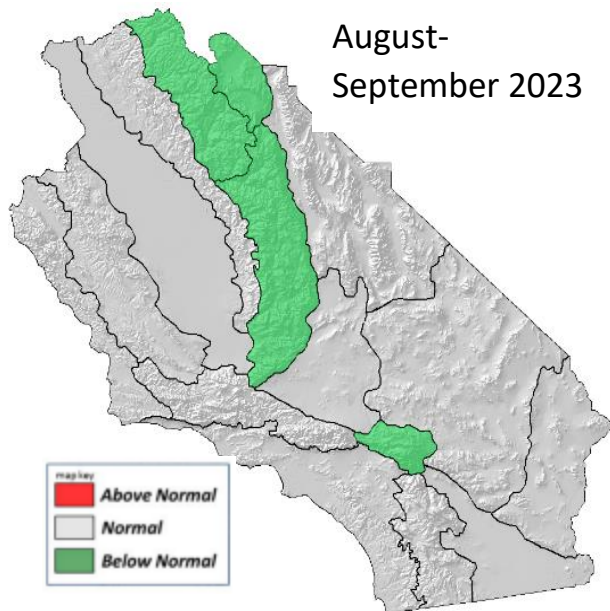 August-
September 2023
map key
Above Normal
Normal
Below Normal